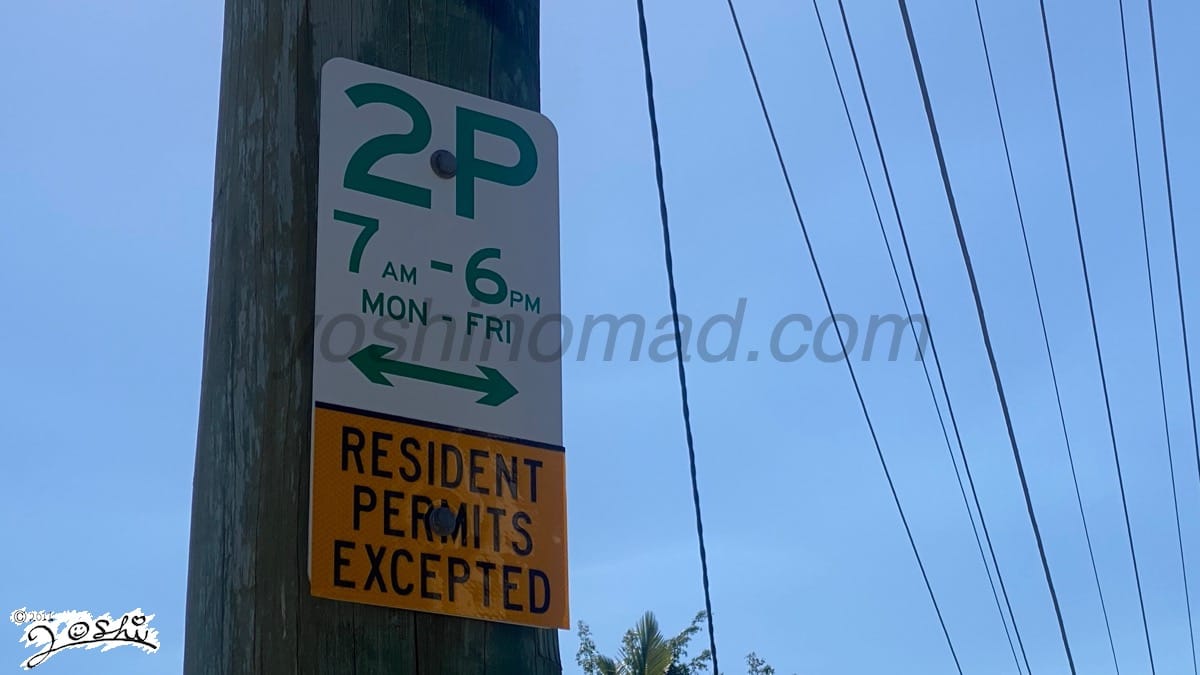 2P
7AM - 6PM
MON - FRI
RESIDENT
PERMITS
EXCEPTED
yoshinomad.com
Yoshi